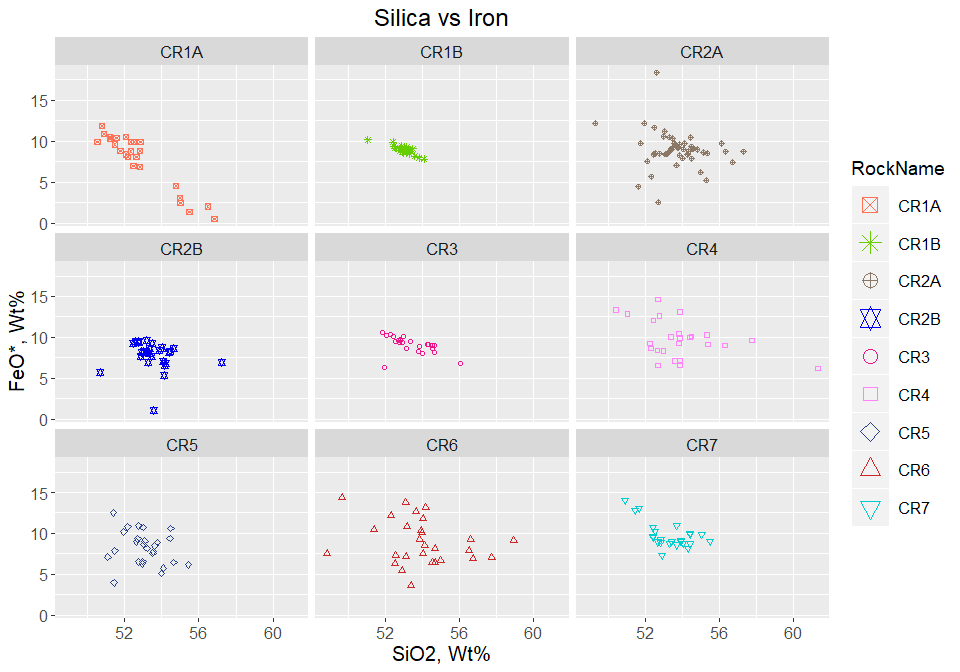 Silica vs Iron
CR1A CR1B CR2A
15
10
5
0
CR2B CR3 CR4
15
10
5
0
CR5 CR6 CR7
15
10
5
0
52 56 60 52 56 60 52 56 60
SiO2, Wt%
FeO*, Wt%
RockName
CR1A
CR1B
CR2A
CR2B
CR3
CR4
CR5
CR6
CR7